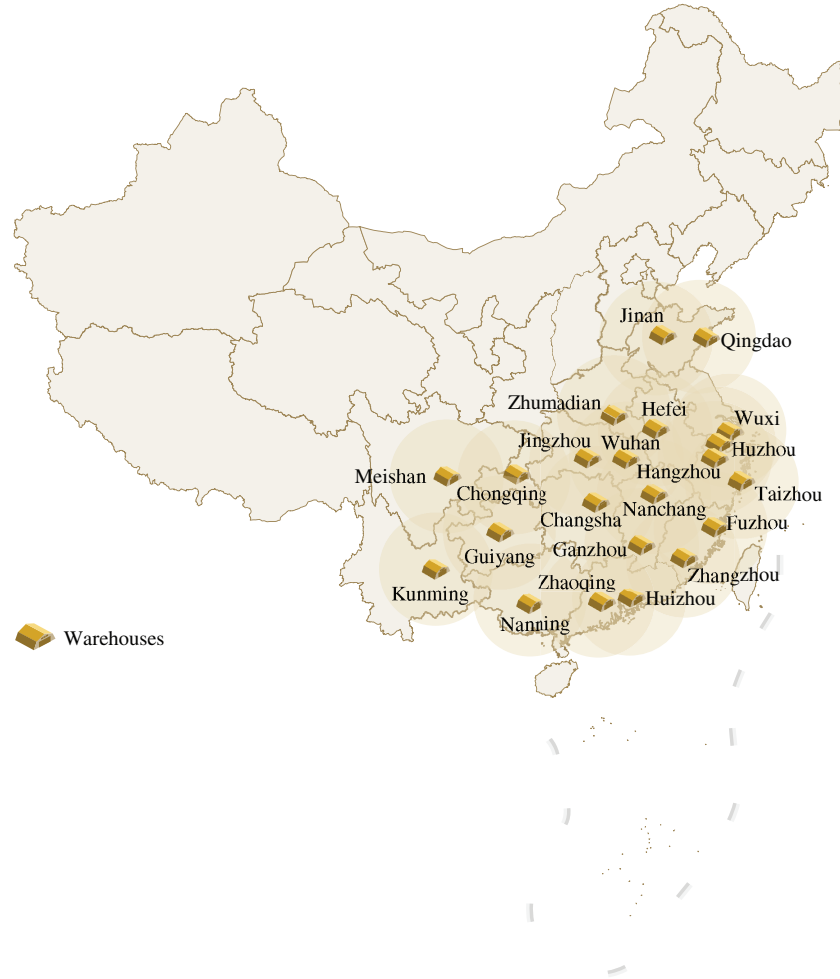 Jinan
Qingdao
Zhumadian
Hefei
Wuxi
Jingzhou
Wuhan
Huzhou
Hangzhou
Meishan
Chongqing
Taizhou
Nanchang
Changsha
Fuzhou
Guiyang
Ganzhou
Zhangzhou
Zhaoqing
Kunming
Huizhou
Nanning
Warehouses